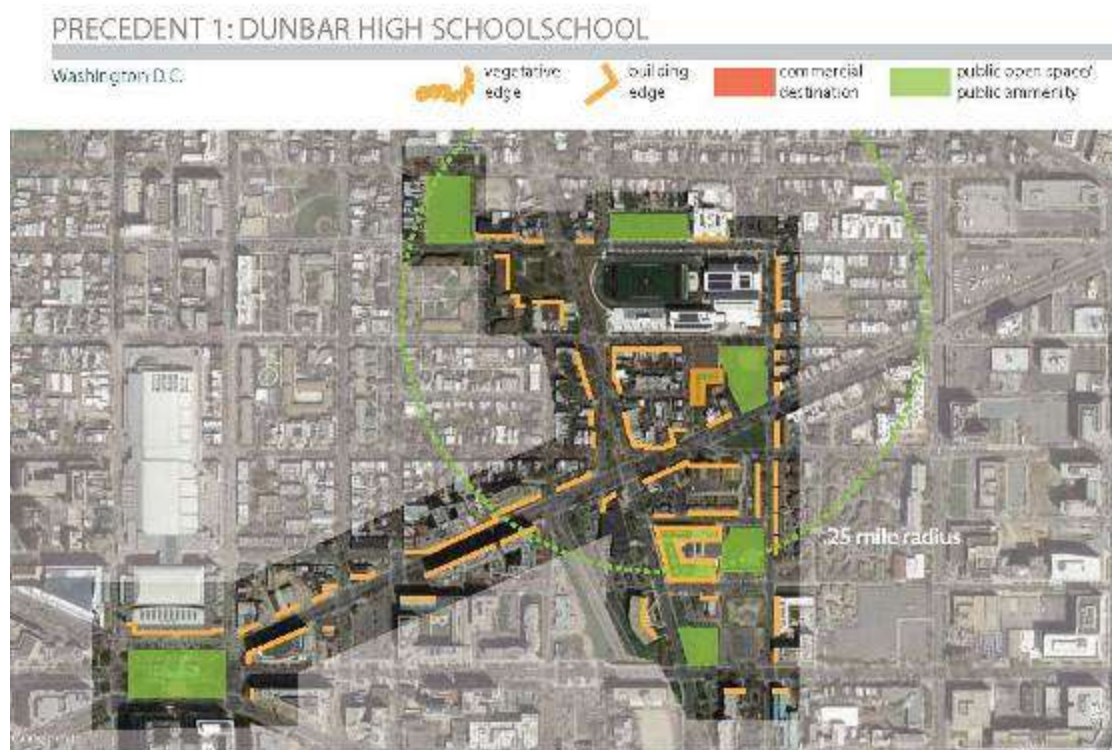 PRECEDENT 1: DUNBAR HIGH SCHOOLSCHOOL
Washington D.C.
vegetative
edge
building
edge
commercial
destination
public open space/
public ammenity
.25 mile radius